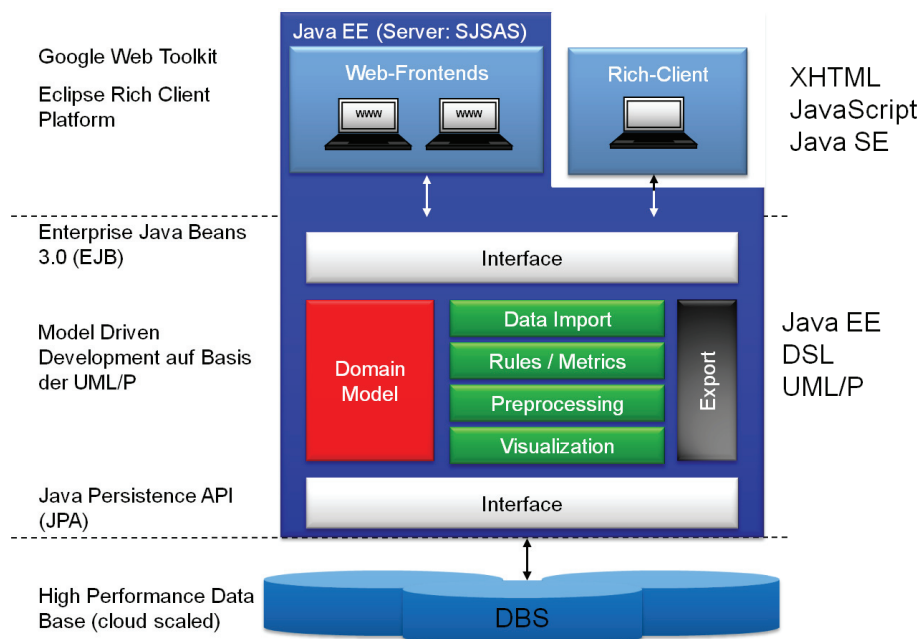 Java EE (Server: SJSAS)
Google Web Toolkit
Eclipse Rich Client
Platform
Web-Frontends
www
www
Rich-Client
XHTML
JavaScript
Java SE
Enterprise Java Beans
3.0 (EJB)
Interface
Model Driven
Development auf Basis
der UML/P
Domain
Model
Data Import
Rules / Metrics
Preprocessing
Visualization
Export
Java EE
DSL
UML/P
Java Persistence API
(JPA)
Interface
High Performance Data
Base (cloud scaled)
DBS